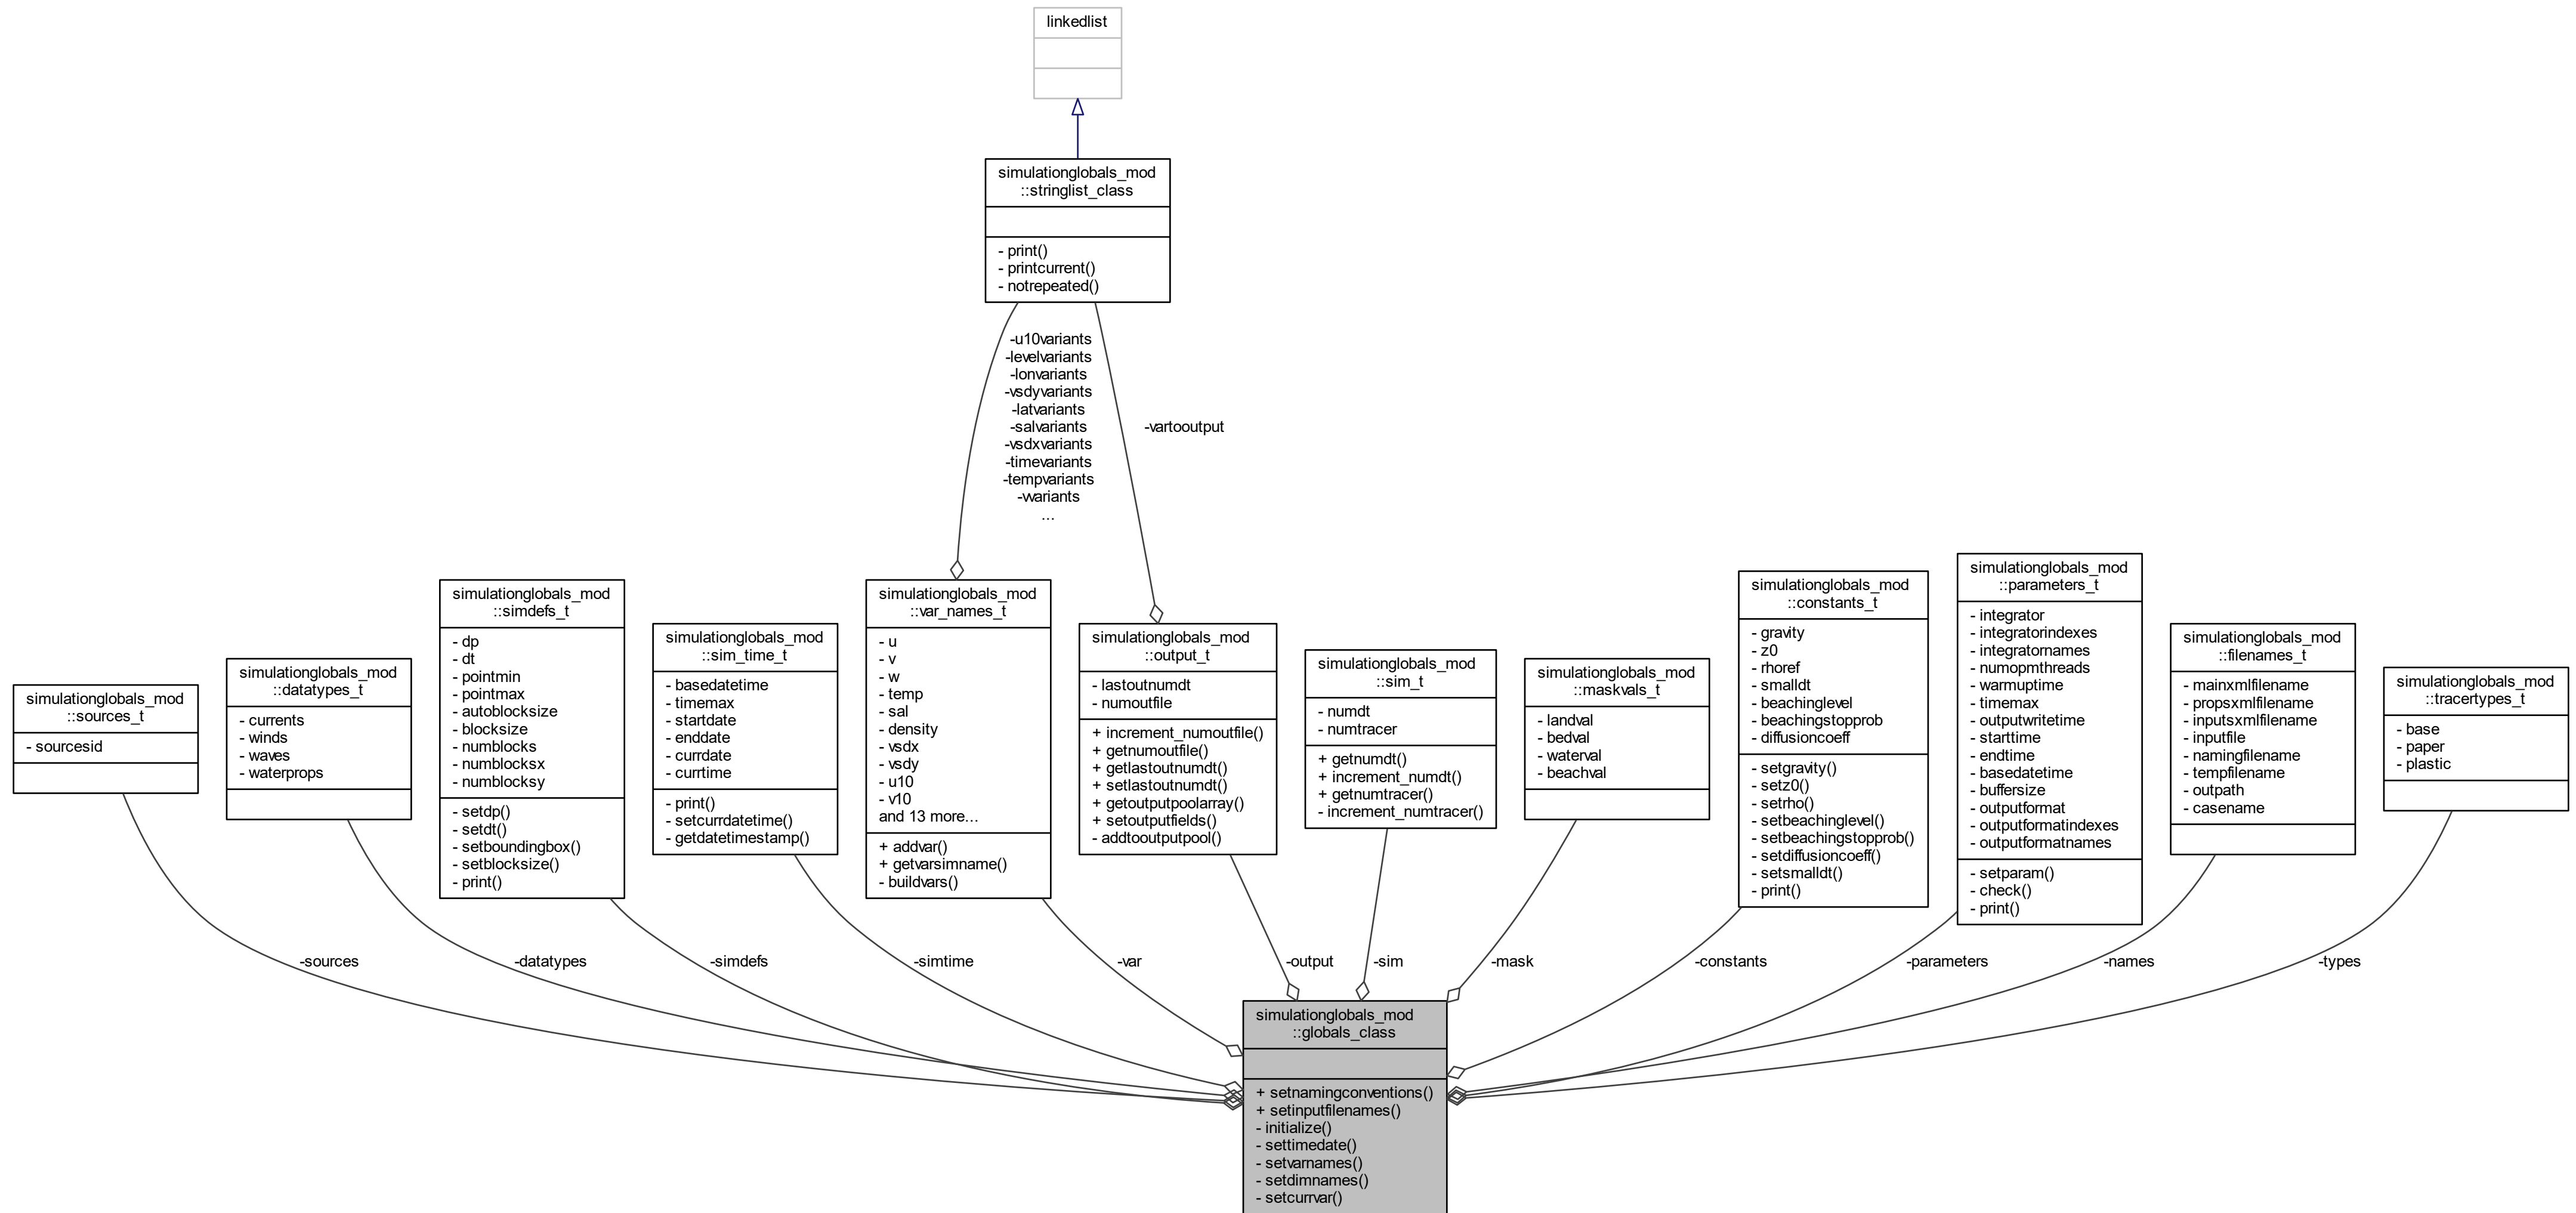 linkedlist
simulationglobals_mod
::stringlist_class
- print()
- printcurrent()
- notrepeated()
-u10variants
-levelvariants
-lonvariants
-vsdyvariants
-latvariants
-salvariants
-vsdxvariants
-timevariants
-tempvariants
-wvariants
...
-vartooutput
simulationglobals_mod
::sources_t
- sourcesid
simulationglobals_mod
::datatypes_t
- currents
- winds
- waves
- waterprops
simulationglobals_mod
::simdefs_t
- dp
- dt
- pointmin
- pointmax
- autoblocksize
- blocksize
- numblocks
- numblocksx
- numblocksy
- setdp()
- setdt()
- setboundingbox()
- setblocksize()
- print()
simulationglobals_mod
::sim_time_t
- basedatetime
- timemax
- startdate
- enddate
- currdate
- currtime
- print()
- setcurrdatetime()
- getdatetimestamp()
simulationglobals_mod
::var_names_t
- u
- v
- w
- temp
- sal
- density
- vsdx
- vsdy
- u10
- v10
and 13 more...
+ addvar()
+ getvarsimname()
- buildvars()
simulationglobals_mod
::output_t
- lastoutnumdt
- numoutfile
+ increment_numoutfile()
+ getnumoutfile()
+ getlastoutnumdt()
+ setlastoutnumdt()
+ getoutputpoolarray()
+ setoutputfields()
- addtooutputpool()
simulationglobals_mod
::sim_t
- numdt
- numtracer
+ getnumdt()
+ increment_numdt()
+ getnumtracer()
- increment_numtracer()
simulationglobals_mod
::maskvals_t
- landval
- bedval
- waterval
- beachval
simulationglobals_mod
::constants_t
- gravity
- z0
- rhoref
- smalldt
- beachinglevel
- beachingstopprob
- diffusioncoeff
- setgravity()
- setz0()
- setrho()
- setbeachinglevel()
- setbeachingstopprob()
- setdiffusioncoeff()
- setsmalldt()
- print()
simulationglobals_mod
::parameters_t
- integrator
- integratorindexes
- integratornames
- numopmthreads
- warmuptime
- timemax
- outputwritetime
- starttime
- endtime
- basedatetime
- buffersize
- outputformat
- outputformatindexes
- outputformatnames
- setparam()
- check()
- print()
simulationglobals_mod
::filenames_t
- mainxmlfilename
- propsxmlfilename
- inputsxmlfilename
- inputfile
- namingfilename
- tempfilename
- outpath
- casename
simulationglobals_mod
::tracertypes_t
- base
- paper
- plastic
-sources
-datatypes
-simdefs
-simtime
-var
-output
-sim
-mask
-constants
-parameters
-names
-types
simulationglobals_mod
::globals_class
+ setnamingconventions()
+ setinputfilenames()
- initialize()
- settimedate()
- setvarnames()
- setdimnames()
- setcurrvar()